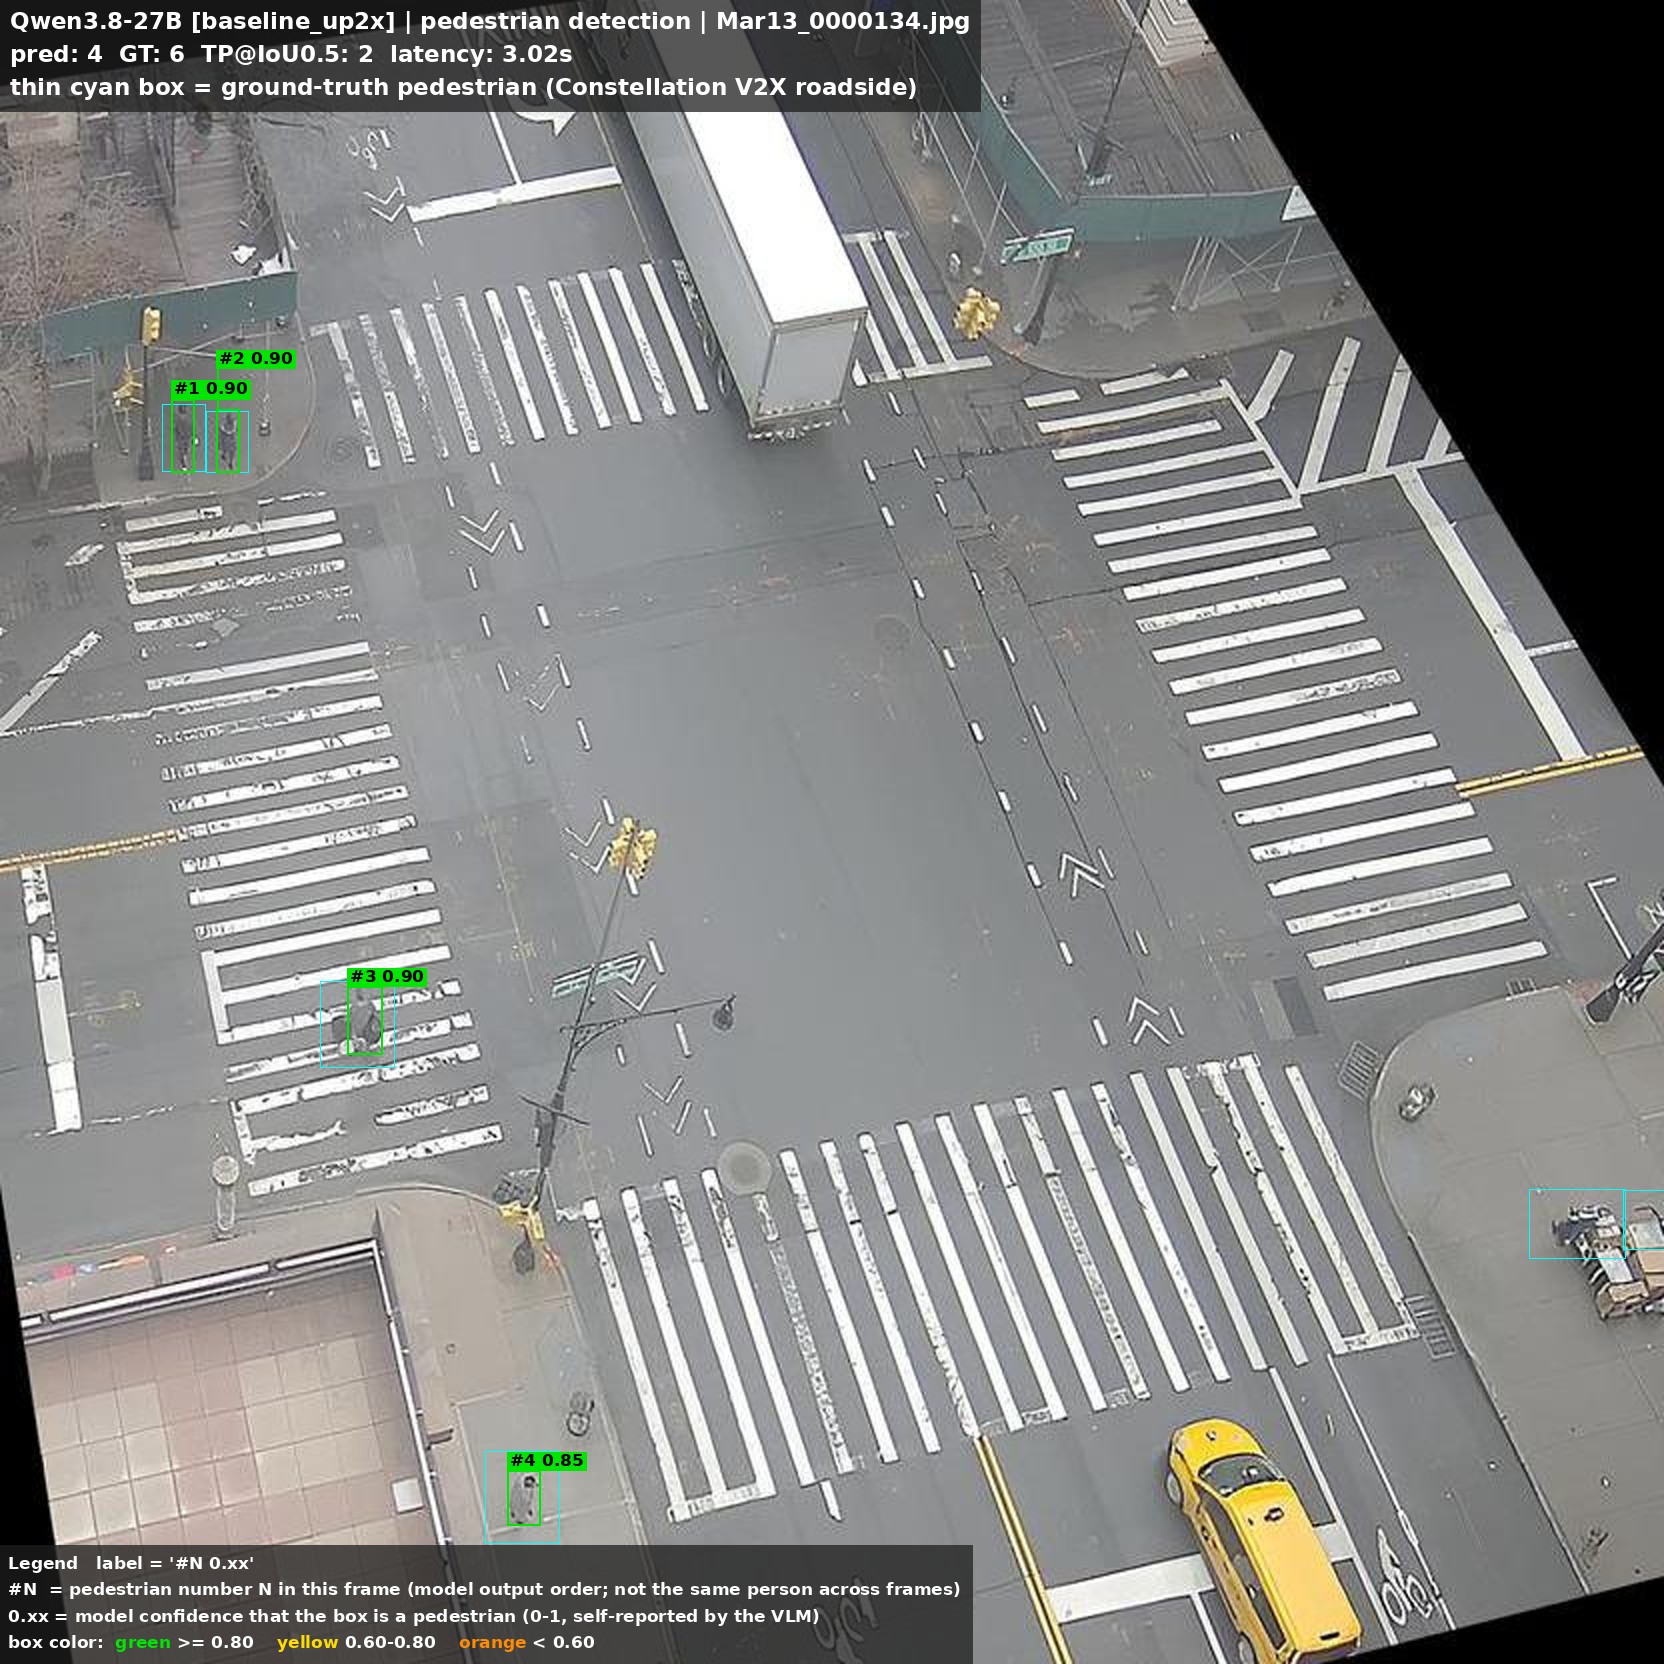 Qwen3.8-27B [baseline_up2x] | pedestrian detection | Mar13_0000134.jpg
pred: 4  GT: 6  TP@IoU0.5: 2  latency: 3.02s
thin cyan box = ground-truth pedestrian (Constellation V2X roadside)
#2 0.90
#1 0.90
#3 0.90
#4 0.85
Legend   label = '#N 0.xx'
#N  = pedestrian number N in this frame (model output order; not the same person across frames)
0.xx = model confidence that the box is a pedestrian (0-1, self-reported by the VLM)
box color:  green >= 0.80    yellow 0.60-0.80    orange < 0.60